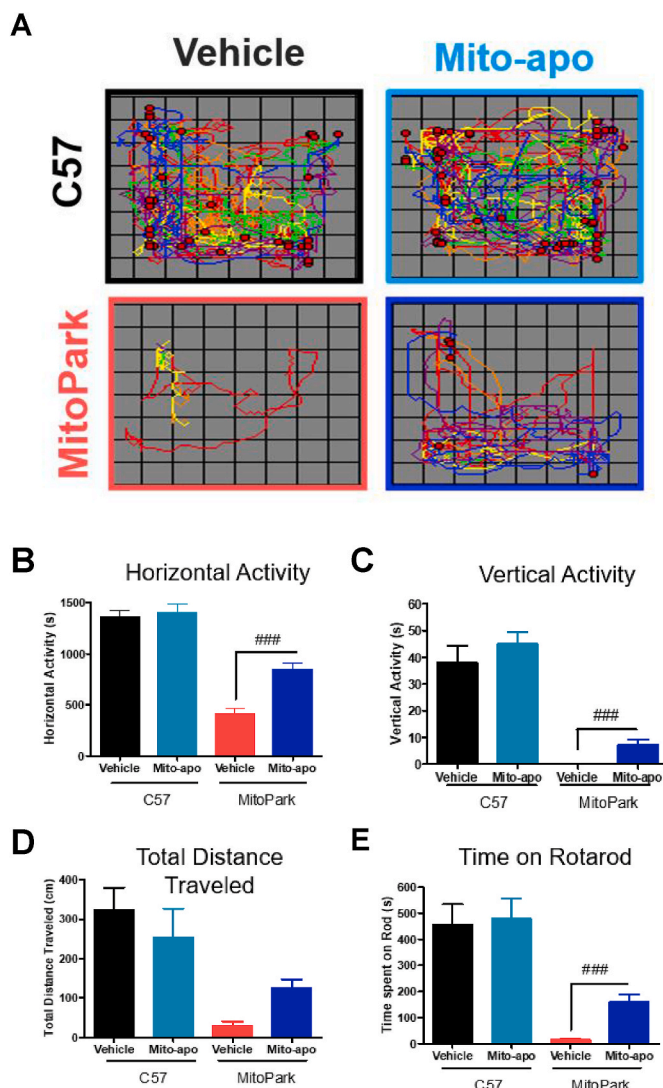 A
Vehicle
Mito-apo
C57
MitoPark
B
Horizontal Activity
Horizontal Activity (s)
1500
1000
500
0
###
Vehicle Mito-apo Vehicle Mito-apo
C57 MitoPark
C
Vertical Activity
Vertical Activity (s)
60
50
40
30
20
10
0
###
Vehicle Mito-apo Vehicle Mito-apo
C57 MitoPark
D
Total Distance
Traveled
Total Distance Traveled (cm)
400
300
200
100
0
Vehicle Mito-apo Vehicle Mito-apo
C57 MitoPark
E
Time on Rotarod
Time spent on Rod (s)
600
500
400
300
200
100
0
###
Vehicle Mito-apo Vehicle Mito-apo
C57 MitoPark